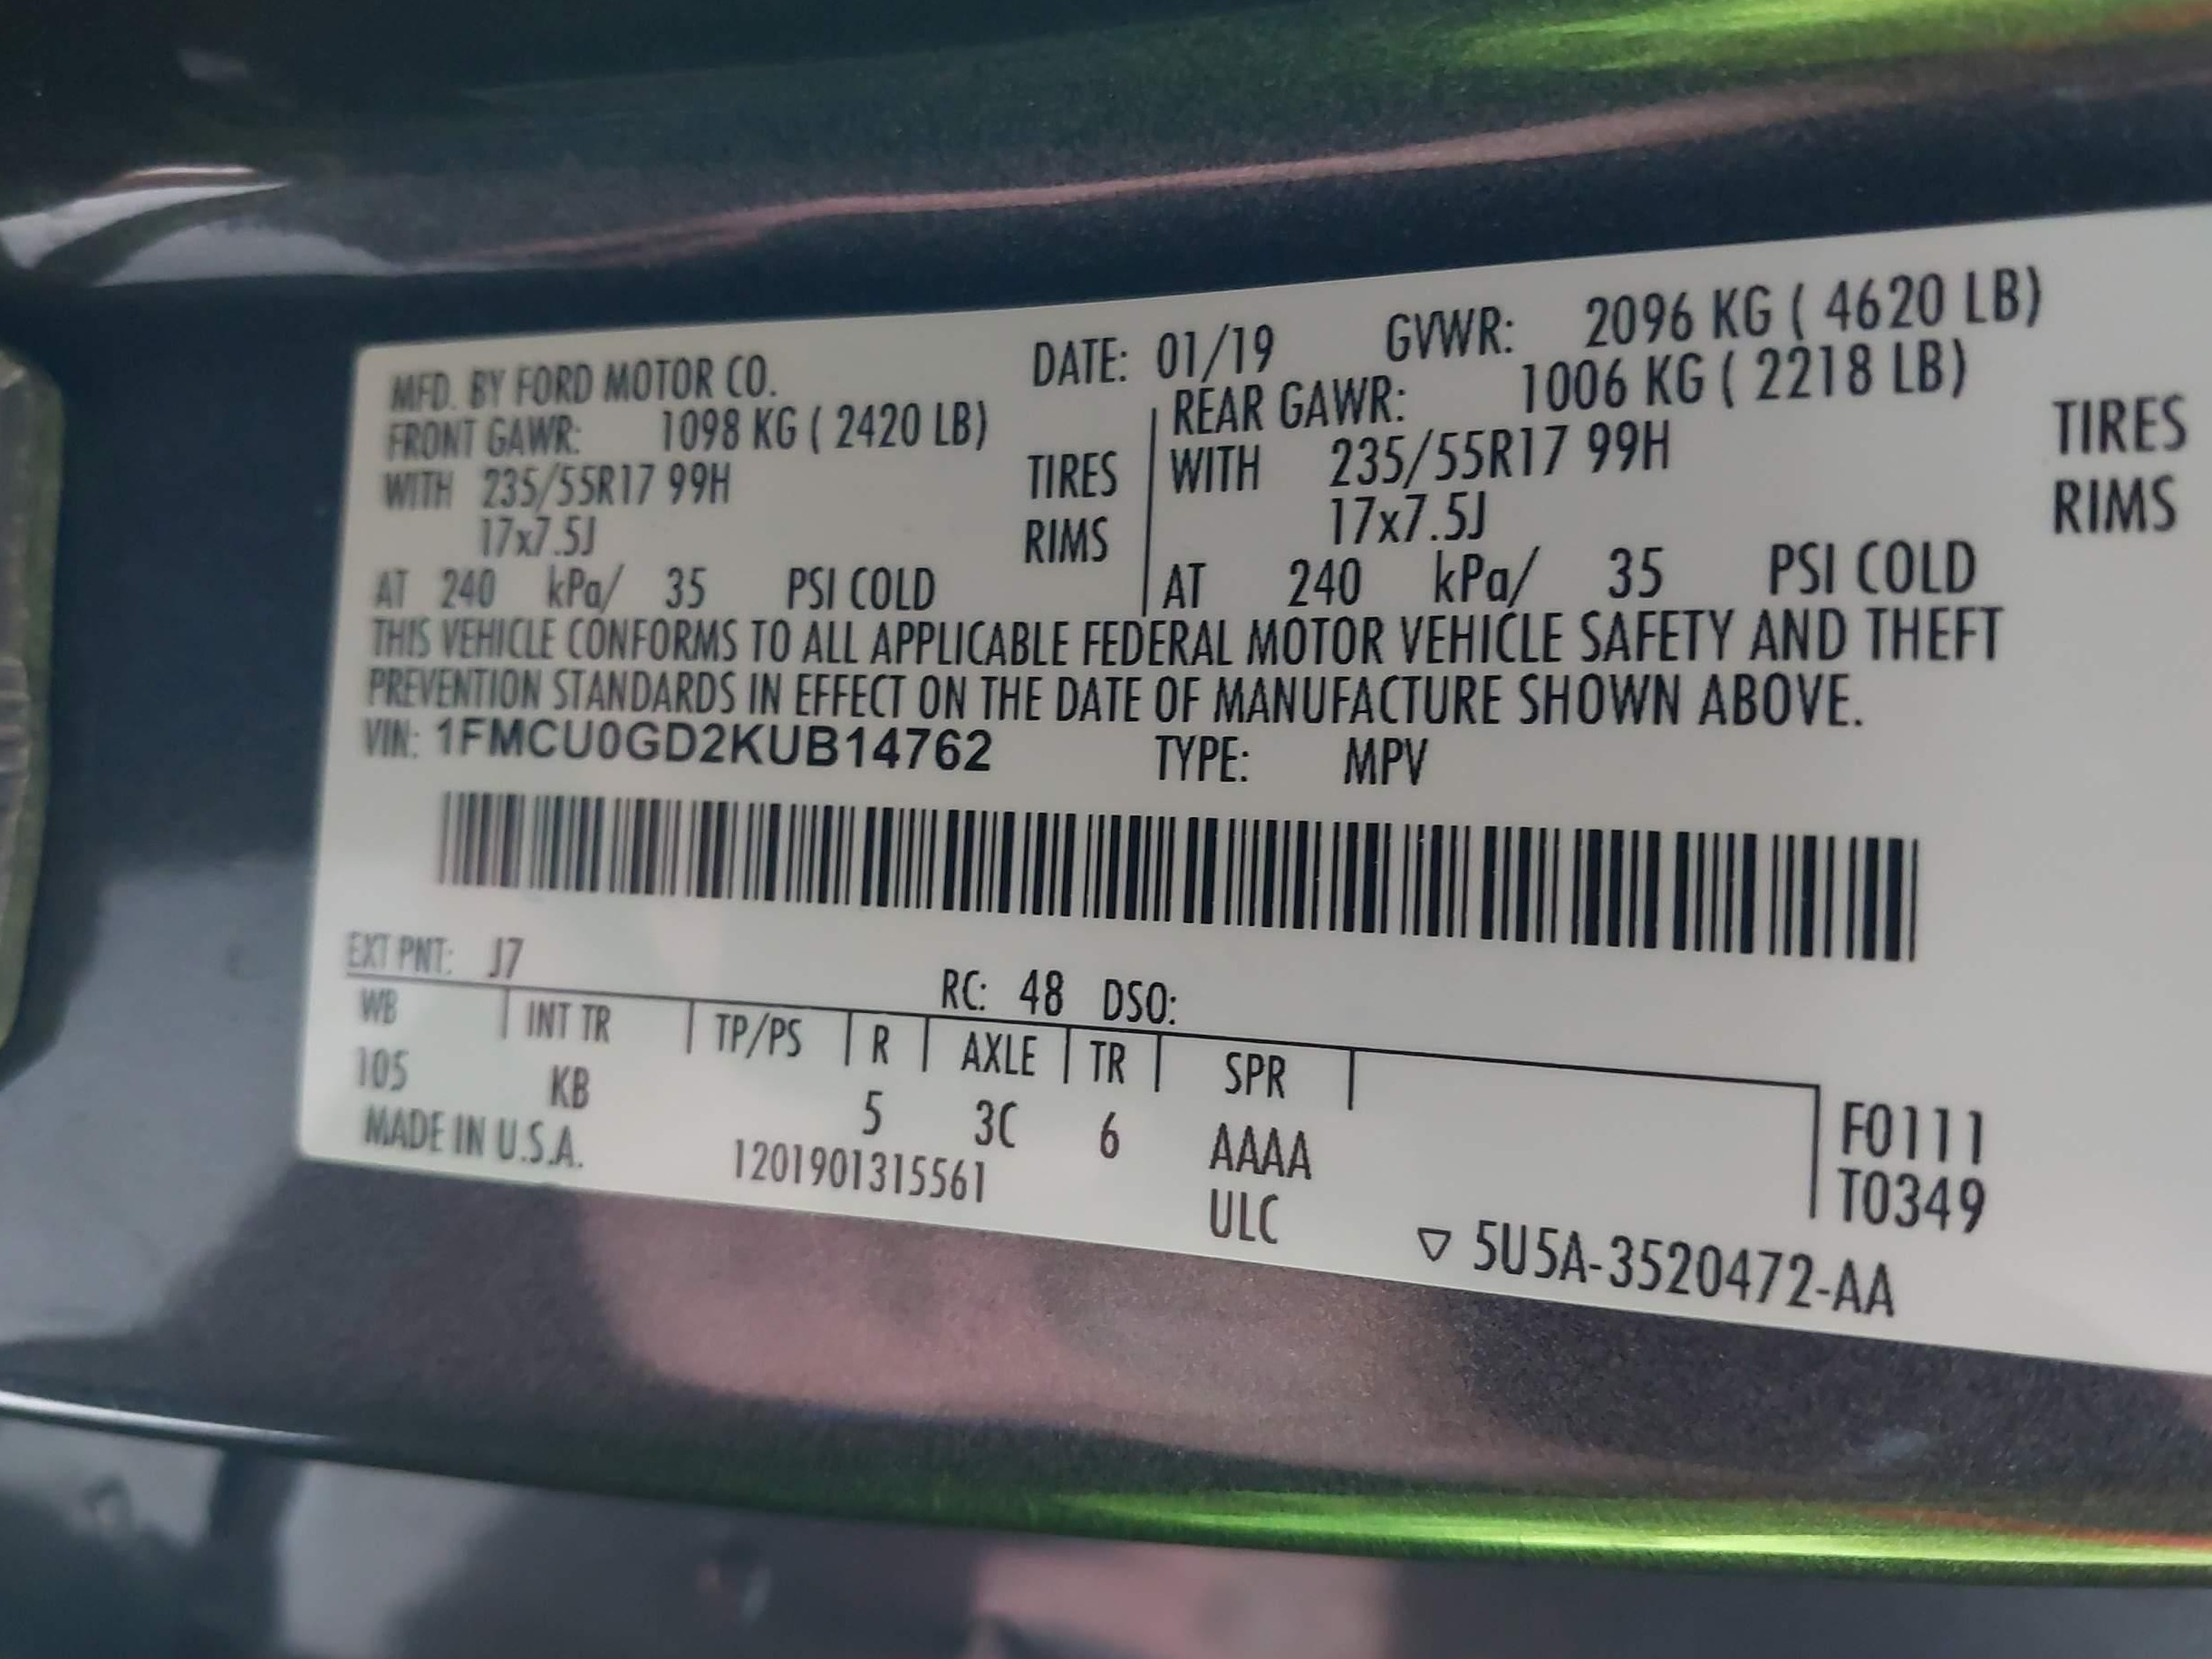 MFD. BY FORD MOTOR CO. DATE: 01/19 GVWR: 2096 KG ( 4620 LB)
FRONT GAWR: 1098 KG ( 2420 LB) REAR GAWR: 1006 KG ( 2218 LB)
WITH 235/55R17 99H TIRES WITH 235/55R17 99H TIRES
17x7.5J RIMS 17x7.5J RIMS
AT 240 kPa/ 35 PSI COLD AT 240 kPa/ 35 PSI COLD
THIS VEHICLE CONFORMS TO ALL APPLICABLE FEDERAL MOTOR VEHICLE SAFETY AND THEFT
PREVENTION STANDARDS IN EFFECT ON THE DATE OF MANUFACTURE SHOWN ABOVE.
VIN: 1FMCU0GD2KUB14762 TYPE: MPV
EXT PNT: J7 RC: 48 DSO:
WB INT TR TP/PS R AXLE TR SPR
105 KB 5 3C 6 AAAA F0111
MADE IN U.S.A. 1201901315561 ULC T0349
▽ 5U5A-3520472-AA